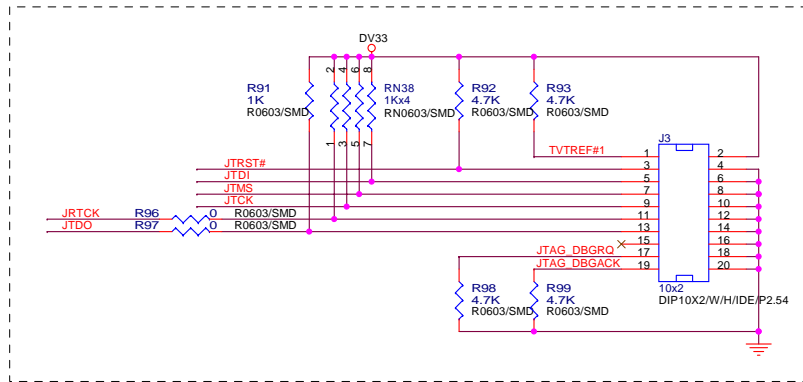 DV33
2 4 6 8
R91
1K
R0603/SMD
RN38
1Kx4
RN0603/SMD
R92
4.7K
R0603/SMD
R93
4.7K
R0603/SMD
1 3 5 7
J3
TVTREF#1
1 2
JTRST#
3 4
JTDI
5 6
JTMS
7 8
JTCK
9 10
JRTCK
R96 0 R0603/SMD
11 12
JTDO
R97 0 R0603/SMD
13 14
15 16
JTAG_DBGRQ
17 18
JTAG_DBGACK
19 20
R98
4.7K
R0603/SMD
R99
4.7K
R0603/SMD
10x2
DIP10X2/W/H/IDE/P2.54